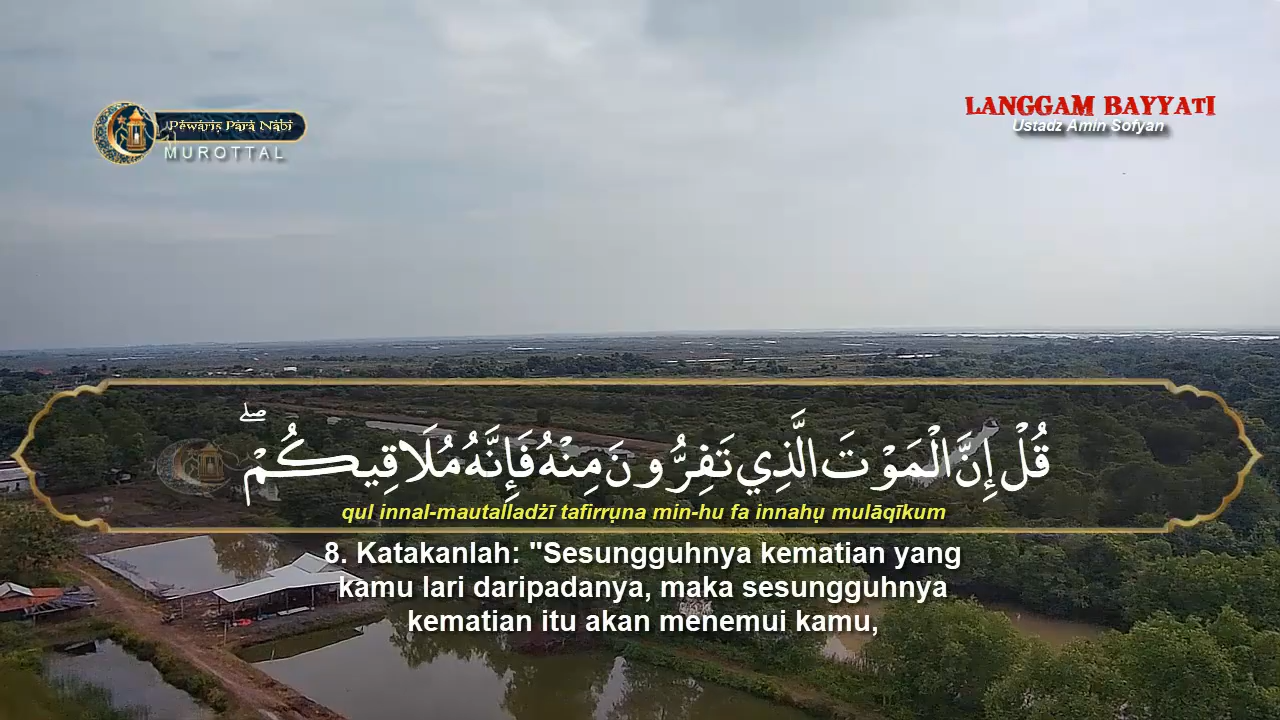 Pewaris Para Nabi
MUROTTAL
LANGGAM BAYYATI
Ustadz Amin Sofyan
قُلْ إِنَّ الْمَوْتَ الَّذِي تَفِرُّونَ مِنْهُ فَإِنَّهُ مُلَاقِيكُمْ ۖ
qul innal-mautalladżī tafirrụna min-hu fa innahụ mulāqīkum
8. Katakanlah: "Sesungguhnya kematian yang
kamu lari daripadanya, maka sesungguhnya
kematian itu akan menemui kamu,